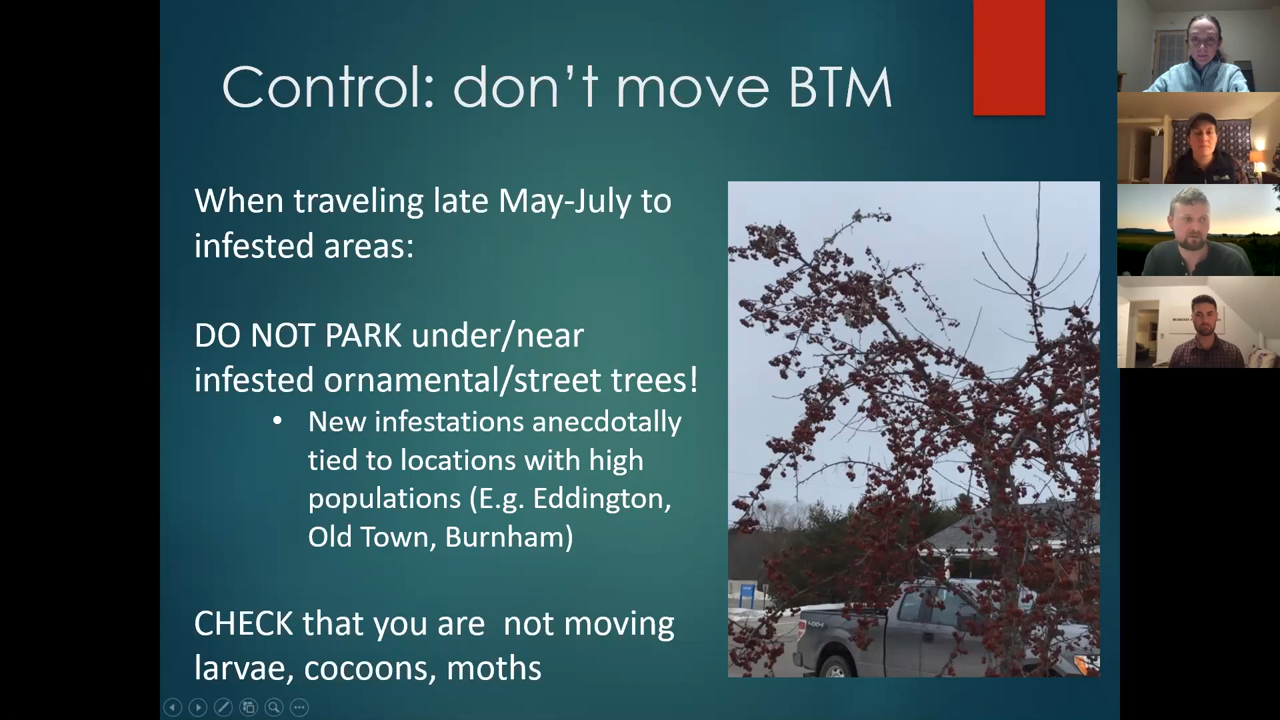 Control: don't move BTM
When traveling late May-July to
infested areas:
DO NOT PARK under/near
infested ornamental/street trees!
• New infestations anecdotally
tied to locations with high
populations (E.g. Eddington,
Old Town, Burnham)
CHECK that you are  not moving
larvae, cocoons, moths
4X4